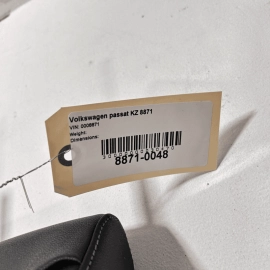 Volkswagen passat KZ 8871
VIN: 0008871
Weight:
Dimensions:
8871-0048